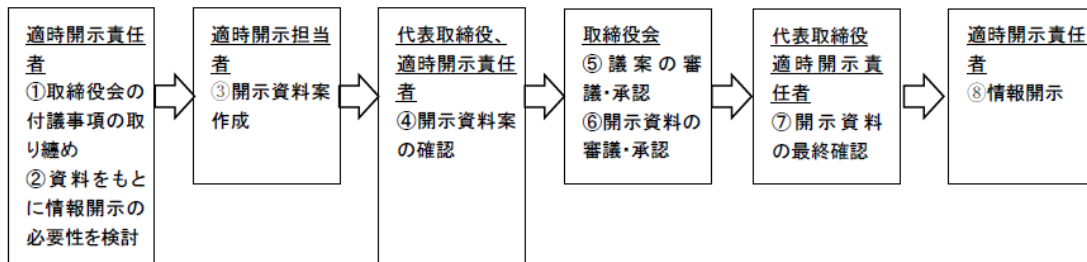 適時開示責任
者
①取締役会の
付議事項の取
り纏め
②資料をもと
に情報開示の
必要性を検討
適時開示担当
者
③開示資料案
作成
代表取締役、
適時開示責任
者
④開示資料案
の確認
取締役会
⑤議案の審
議・承認
⑥開示資料の
審議・承認
代表取締役
適時開示責
任者
⑦開示資料
の最終確認
適時開示責任
者
⑧情報開示